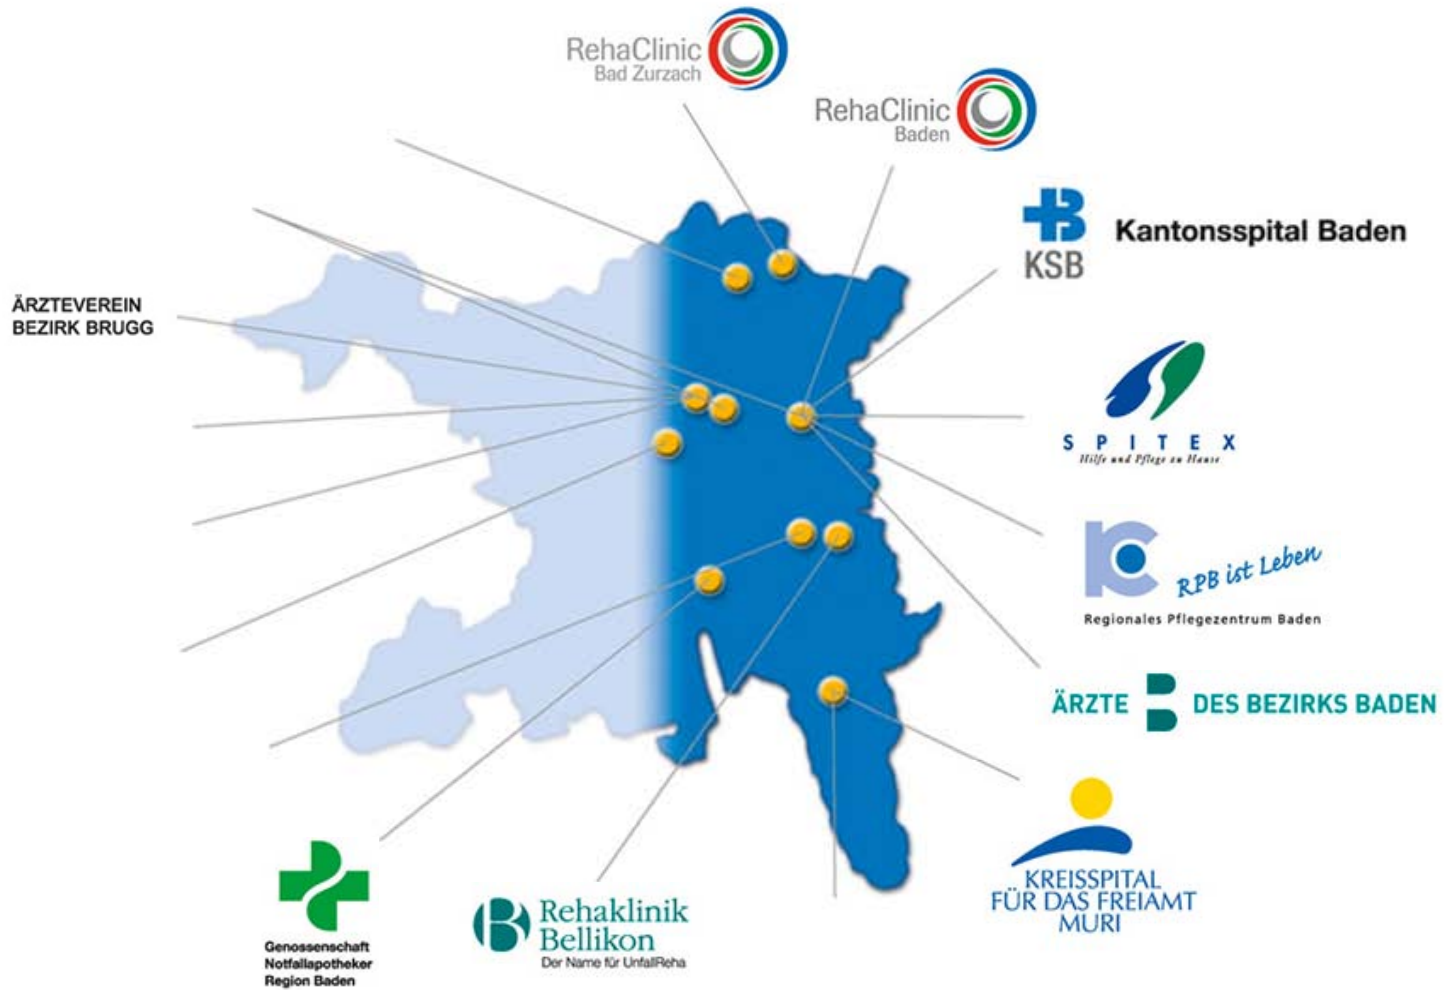 RehaClinic
Bad Zurzach
RehaClinic
Baden
KSB
Kantonsspital Baden
ÄRZTEVEREIN
BEZIRK BRUGG
SPITEX
Hilfe und Pflege zu Hause
RPB ist Leben
Regionales Pflegezentrum Baden
ÄRZTE B DES BEZIRKS BADEN
KREISSPITAL
FÜR DAS FREIAMT
MURI
Genossenschaft
Notfallapotheker
Region Baden
Rehaklinik
Bellikon
Der Name für UnfallReha